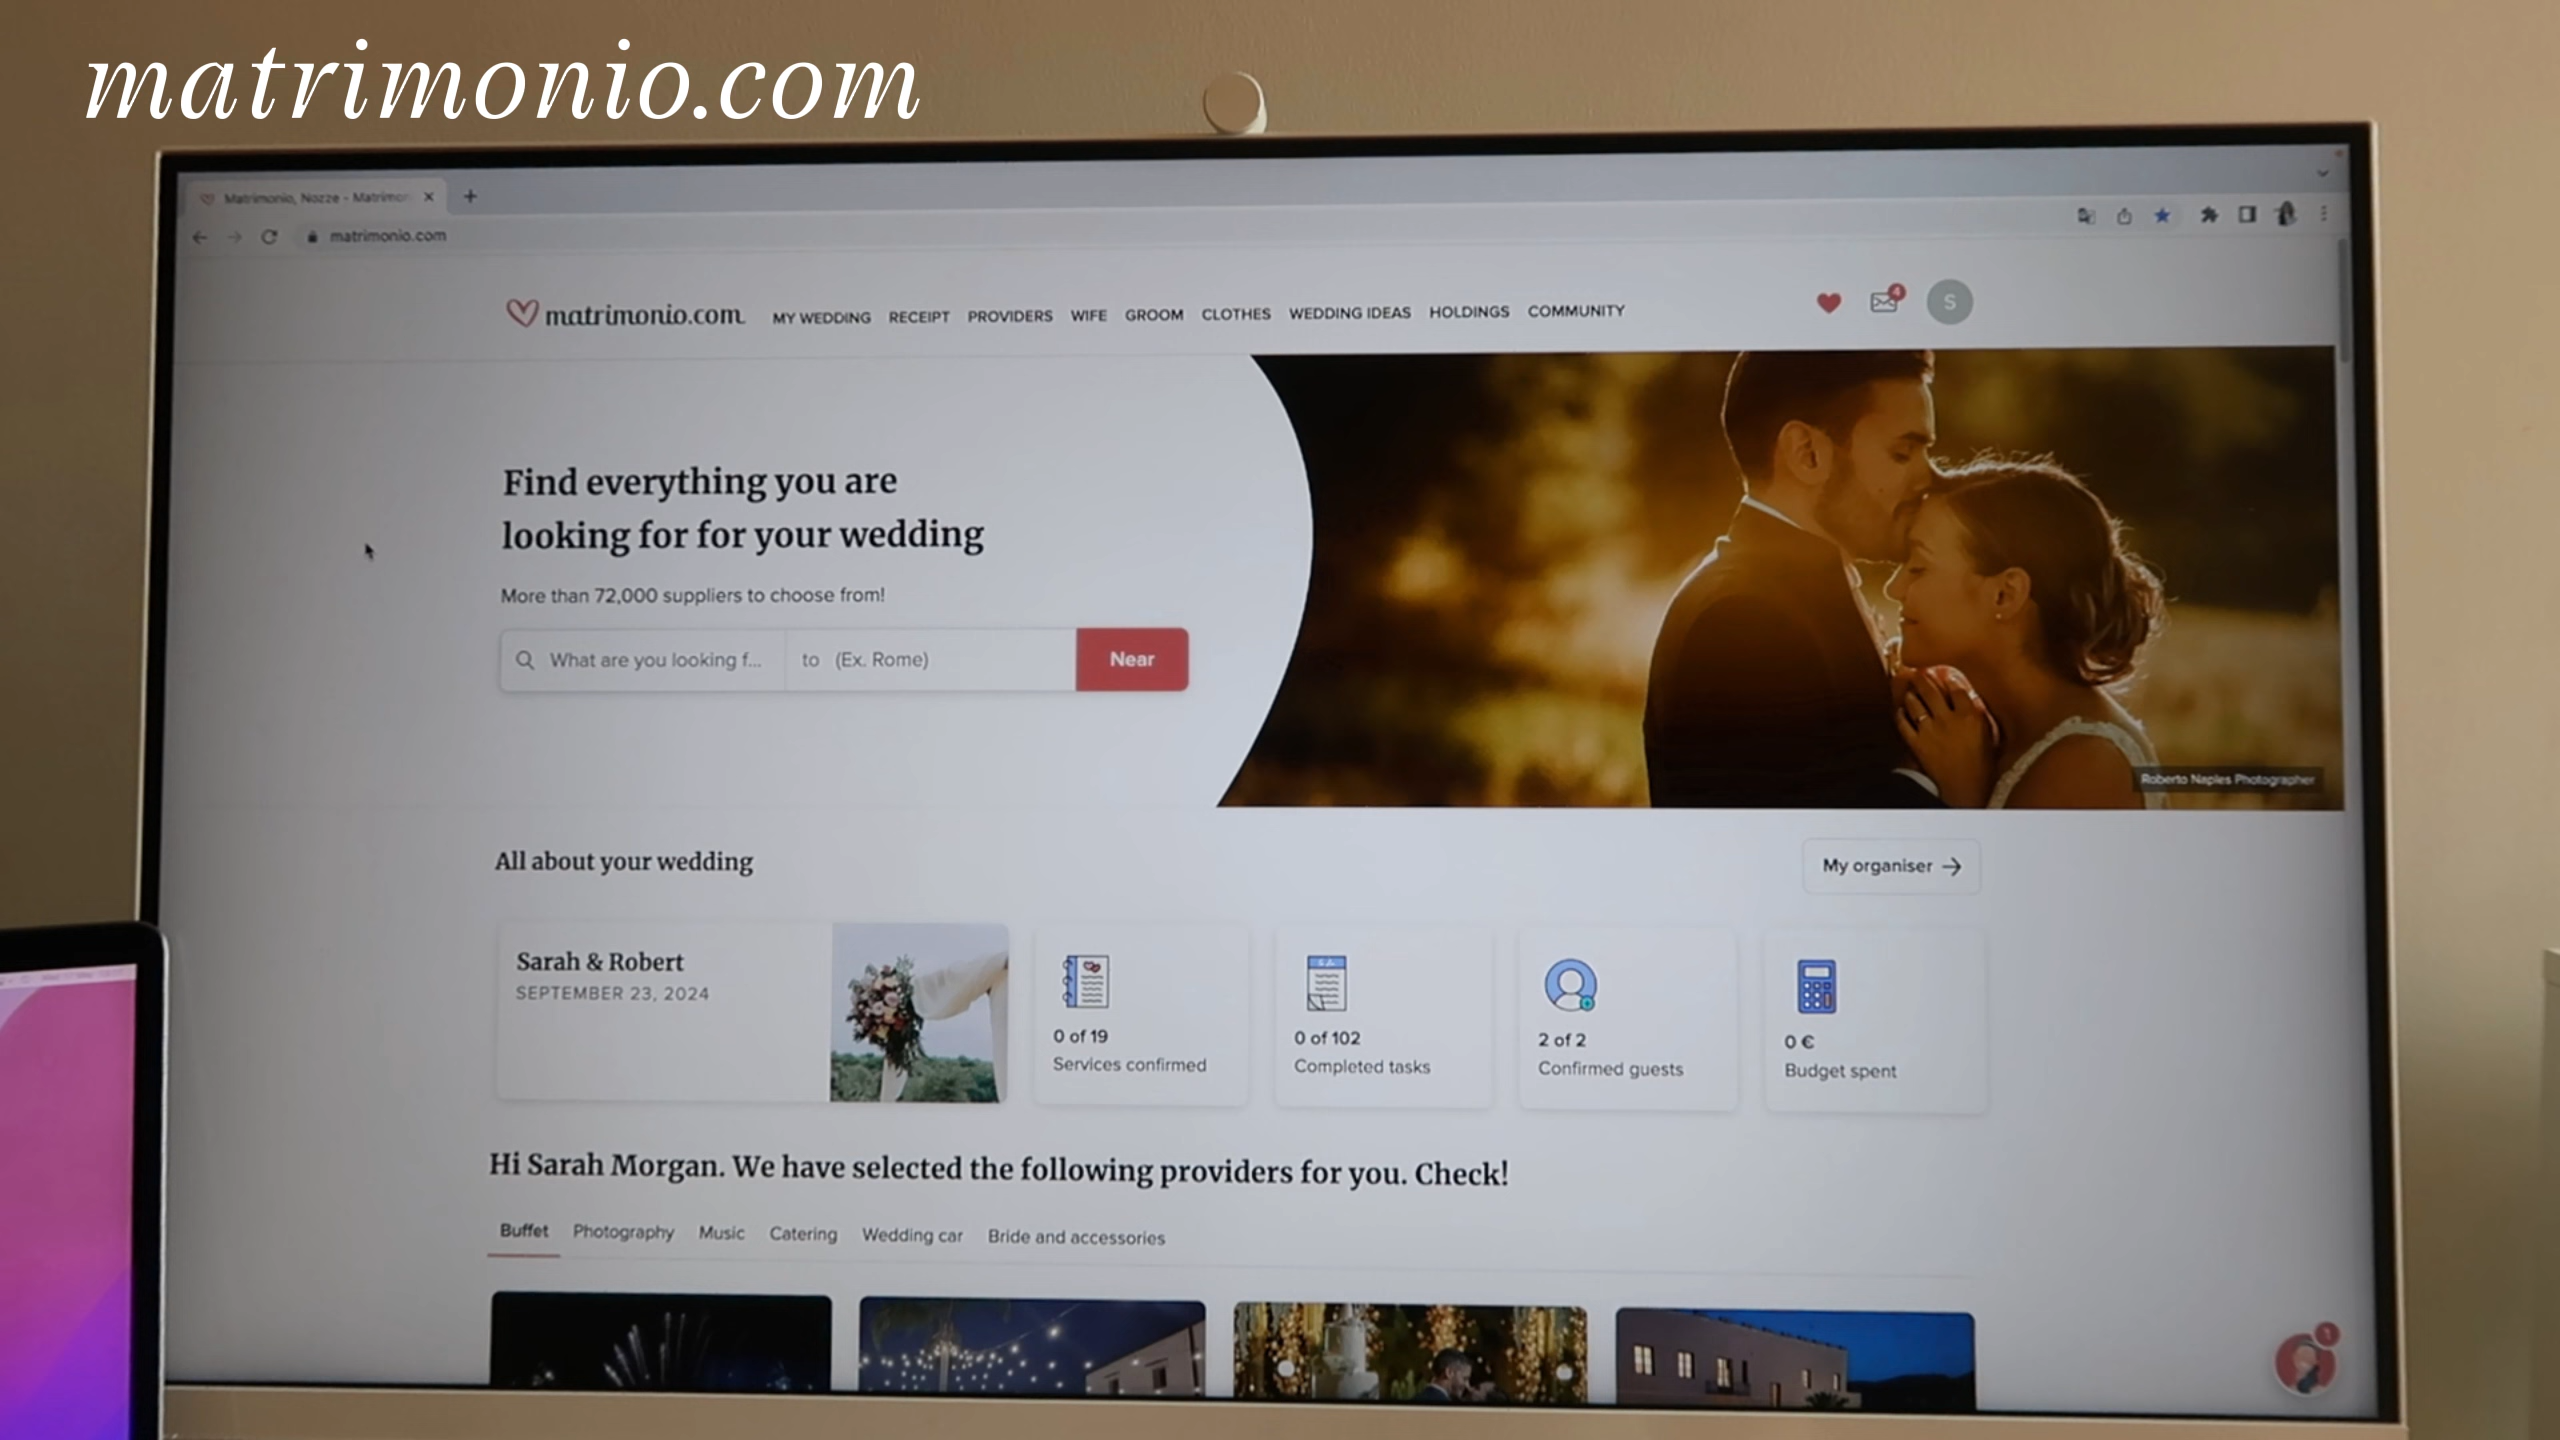 matrimonio.com
Matrimonio, Nozze - Matrimon
matrimonio.com
matrimonio.com
MY WEDDING RECEIPT PROVIDERS WIFE GROOM CLOTHES WEDDING IDEAS HOLDINGS COMMUNITY
4
S
Find everything you are
looking for for your wedding
More than 72,000 suppliers to choose from!
What are you looking f... to (Ex. Rome) Near
Roberto Naples Photographer
All about your wedding
My organiser →
Sarah & Robert
SEPTEMBER 23, 2024
0 of 19
Services confirmed
0 of 102
Completed tasks
2 of 2
Confirmed guests
0 €
Budget spent
Hi Sarah Morgan. We have selected the following providers for you. Check!
Buffet Photography Music Catering Wedding car Bride and accessories
1